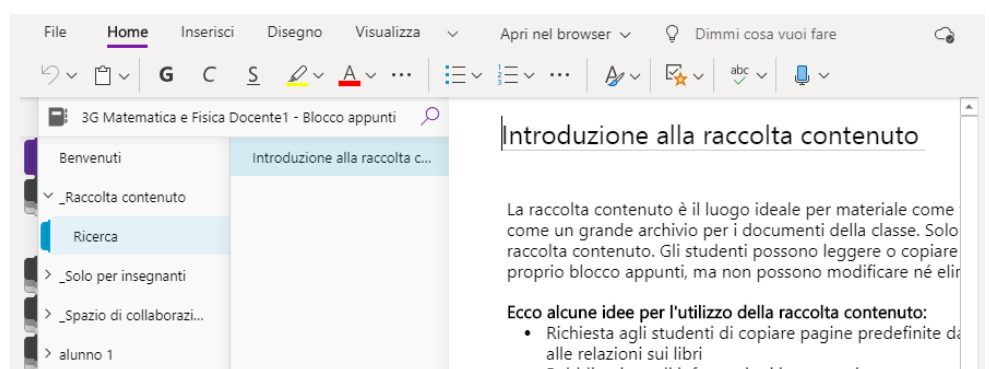 File Home Inserisci Disegno Visualizza Apri nel browser Dimmi cosa vuoi fare
G C S A abc
3G Matematica e Fisica Docente1 - Blocco appunti
Benvenuti
_Raccolta contenuto
Ricerca
_Solo per insegnanti
_Spazio di collaborazi...
alunno 1
Introduzione alla raccolta c...
Introduzione alla raccolta contenuto
La raccolta contenuto è il luogo ideale per materiale come
come un grande archivio per i documenti della classe. Solo
raccolta contenuto. Gli studenti possono leggere o copiare
proprio blocco appunti, ma non possono modificare né
Ecco alcune idee per l'utilizzo della raccolta contenuto:
• Richiesta agli studenti di copiare pagine predefinite
alle relazioni sui libri